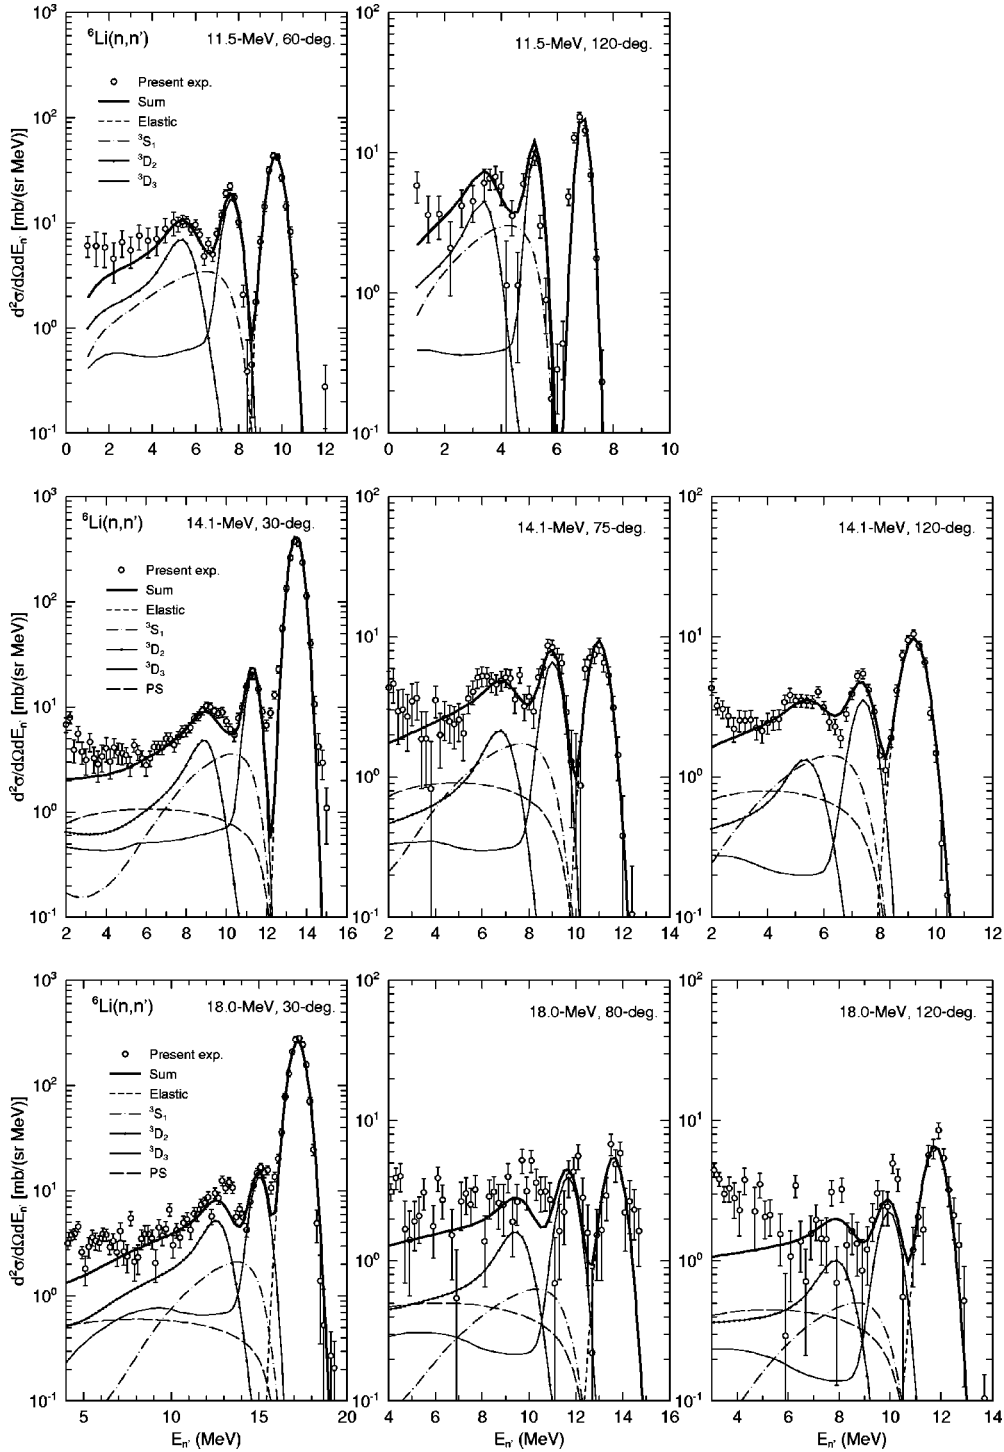 ⁶Li(n,n')
11.5-MeV, 60-deg.
Present exp.
Sum
Elastic
³S₁
³D₂
³D₃
d²σ/dΩdEn' [mb/(sr MeV)]
10³
10²
10¹
10⁰
10⁻¹
0 2 4 6 8 10 12 14
11.5-MeV, 120-deg.
10²
10¹
10⁰
10⁻¹
0 2 4 6 8 10
⁶Li(n,n')
14.1-MeV, 30-deg.
Present exp.
Sum
Elastic
³S₁
³D₂
³D₃
PS
d²σ/dΩdEn' [mb/(sr MeV)]
10³
10²
10¹
10⁰
10⁻¹
2 4 6 8 10 12 14 16
14.1-MeV, 75-deg.
10²
10¹
10⁰
10⁻¹
2 4 6 8 10 12 14
14.1-MeV, 120-deg.
10²
10¹
10⁰
10⁻¹
2 4 6 8 10 12
⁶Li(n,n')
18.0-MeV, 30-deg.
Present exp.
Sum
Elastic
³S₁
³D₂
³D₃
PS
d²σ/dΩdEn' [mb/(sr MeV)]
10³
10²
10¹
10⁰
10⁻¹
5 10 15 20
En' (MeV)
18.0-MeV, 80-deg.
10²
10¹
10⁰
10⁻¹
4 6 8 10 12 14 16
En' (MeV)
18.0-MeV, 120-deg.
10²
10¹
10⁰
10⁻¹
4 6 8 10 12 14
En' (MeV)